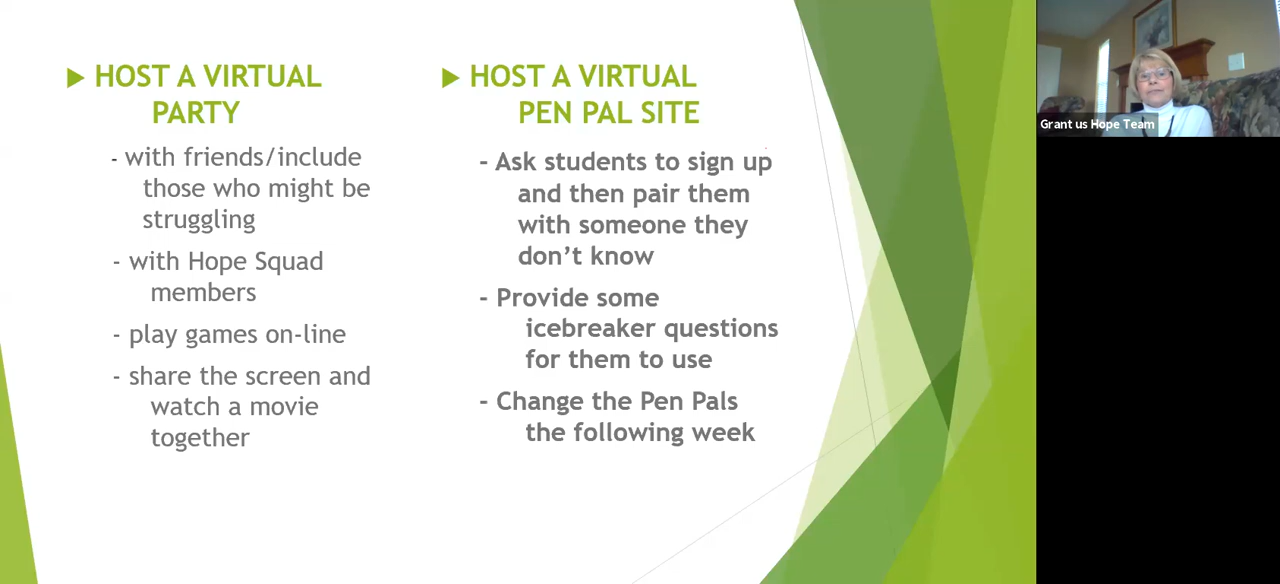 HOST A VIRTUAL
PARTY
- with friends/include
those who might be
struggling
- with Hope Squad
members
- play games on-line
- share the screen and
watch a movie
together
HOST A VIRTUAL
PEN PAL SITE
- Ask students to sign up
and then pair them
with someone they
don’t know
- Provide some
icebreaker questions
for them to use
- Change the Pen Pals
the following week
Grant us Hope Team